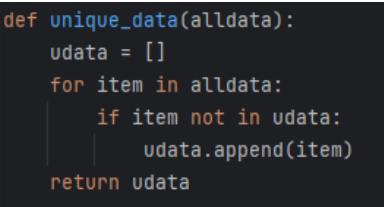 def unique_data(alldata):
    udata = []
    for item in alldata:
        if item not in udata:
            udata.append(item)
    return udata